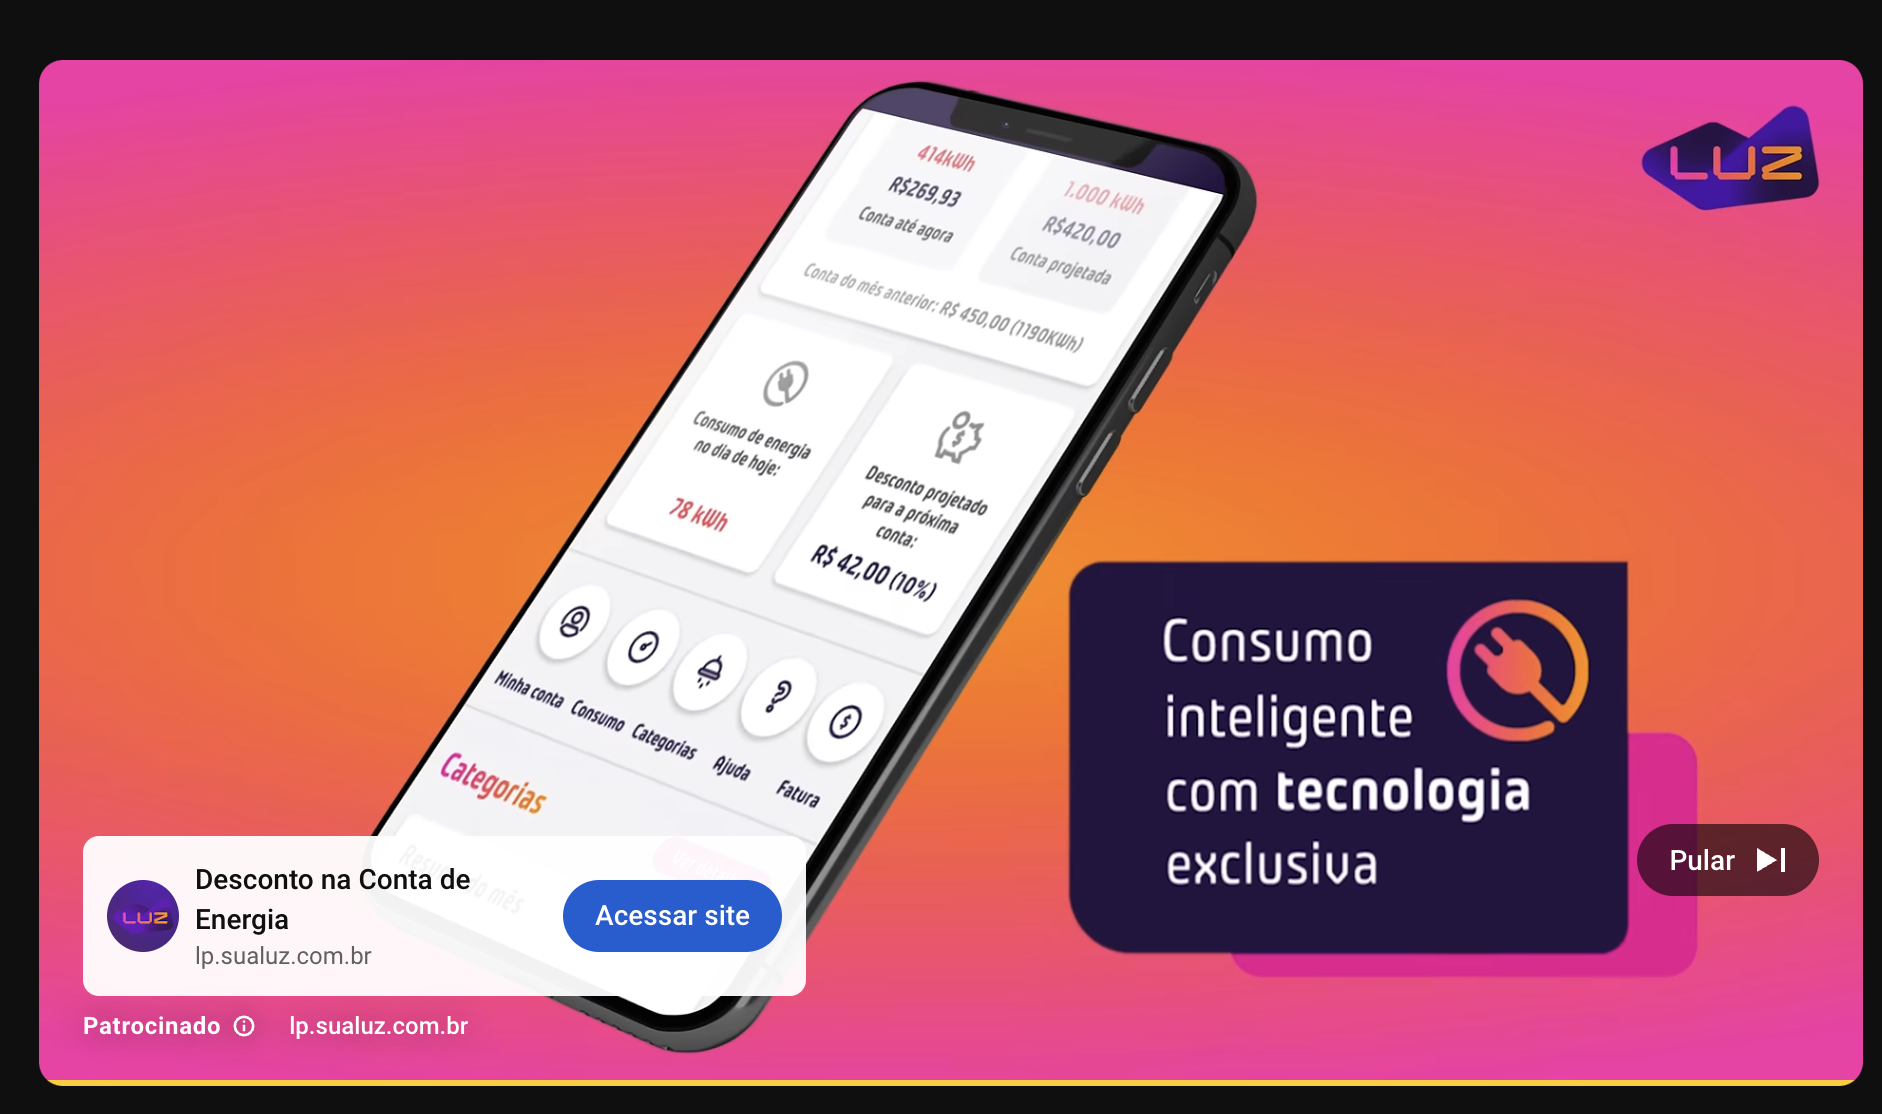 LUZ
414kWh
R$269,93
Conta até agora
1.000 kWh
R$420,00
Conta projetada
Conta do mês anterior: R$ 450,00 (1190KWh)
Consumo de energia
no dia de hoje:
78 kWh
Desconto projetado
para a próxima
conta:
R$ 42,00 (10%)
Minha conta
Consumo
Categorias
Ajuda
Fatura
Categorias
Consumo
inteligente
com tecnologia
exclusiva
Pular
LUZ
Desconto na Conta de
Energia
lp.sualuz.com.br
Acessar site
Patrocinado
lp.sualuz.com.br